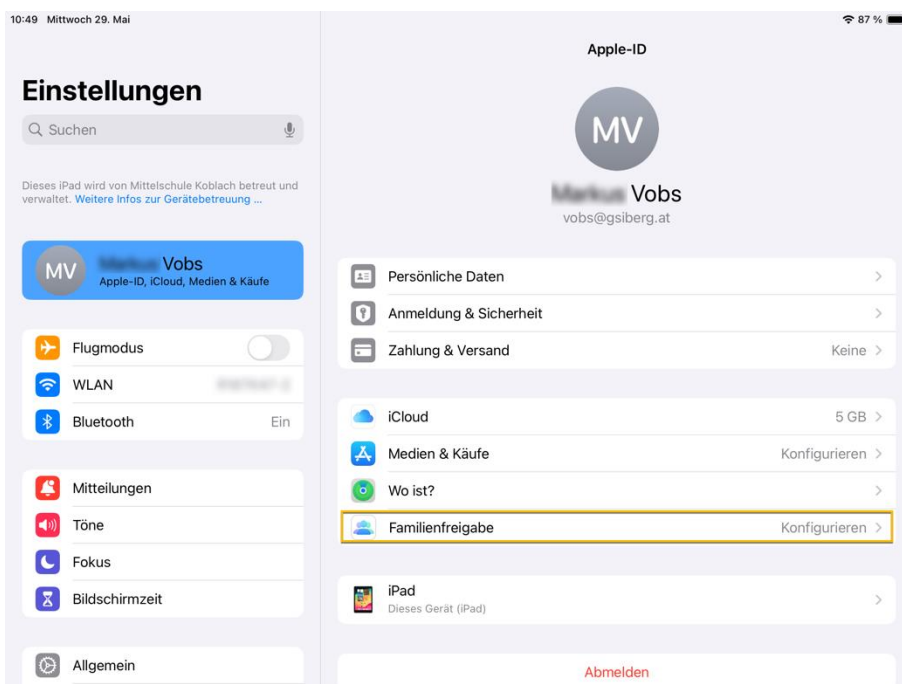 10:49 Mittwoch 29. Mai
87 %
Einstellungen
Suchen
Dieses iPad wird von Mittelschule Koblach betreut und
verwaltet. Weitere Infos zur Gerätebetreuung ...
MV
Vobs
Apple-ID, iCloud, Medien & Käufe
Flugmodus
WLAN
Bluetooth Ein
Mitteilungen
Töne
Fokus
Bildschirmzeit
Allgemein
Apple-ID
MV
Vobs
vobs@gsiberg.at
Persönliche Daten
Anmeldung & Sicherheit
Zahlung & Versand Keine
iCloud 5 GB
Medien & Käufe Konfigurieren
Wo ist?
Familienfreigabe Konfigurieren
iPad
Dieses Gerät (iPad)
Abmelden